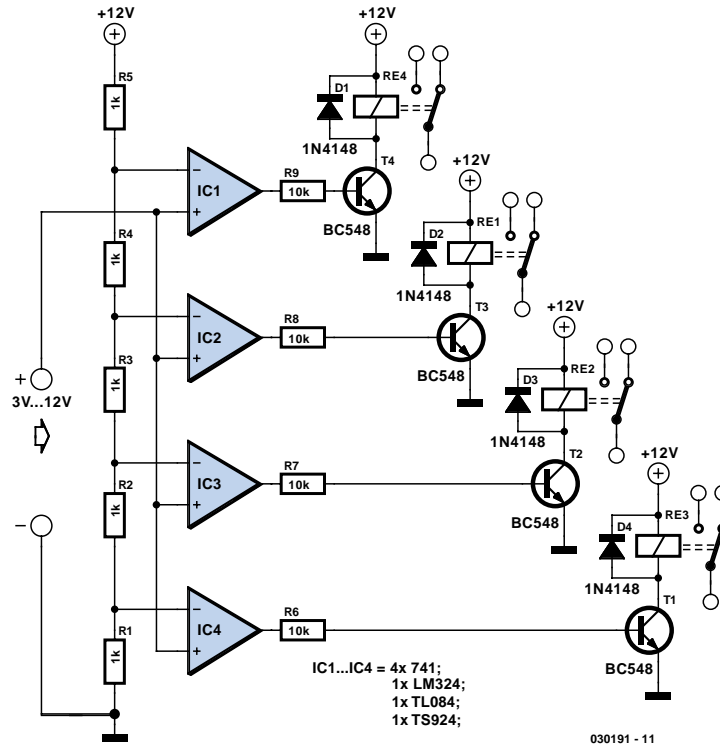 +12V
R5
1k
R4
1k
R3
1k
R2
1k
R1
1k
+
3V...12V
−
−
IC1
+
−
IC2
+
−
IC3
+
−
IC4
+
R9
10k
R8
10k
R7
10k
R6
10k
+12V
D1
RE4
1N4148
T4
BC548
+12V
D2
RE1
1N4148
T3
BC548
+12V
D3
RE2
1N4148
T2
BC548
+12V
D4
RE3
1N4148
T1
BC548
IC1...IC4 = 4x 741;
1x LM324;
1x TL084;
1x TS924;
030191 - 11